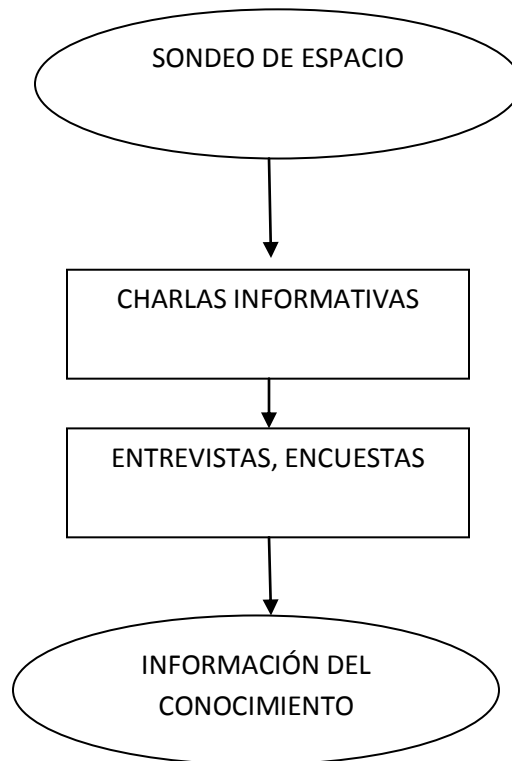 SONDEO DE ESPACIO
CHARLAS INFORMATIVAS
ENTREVISTAS, ENCUESTAS
INFORMACIÓN DEL
CONOCIMIENTO